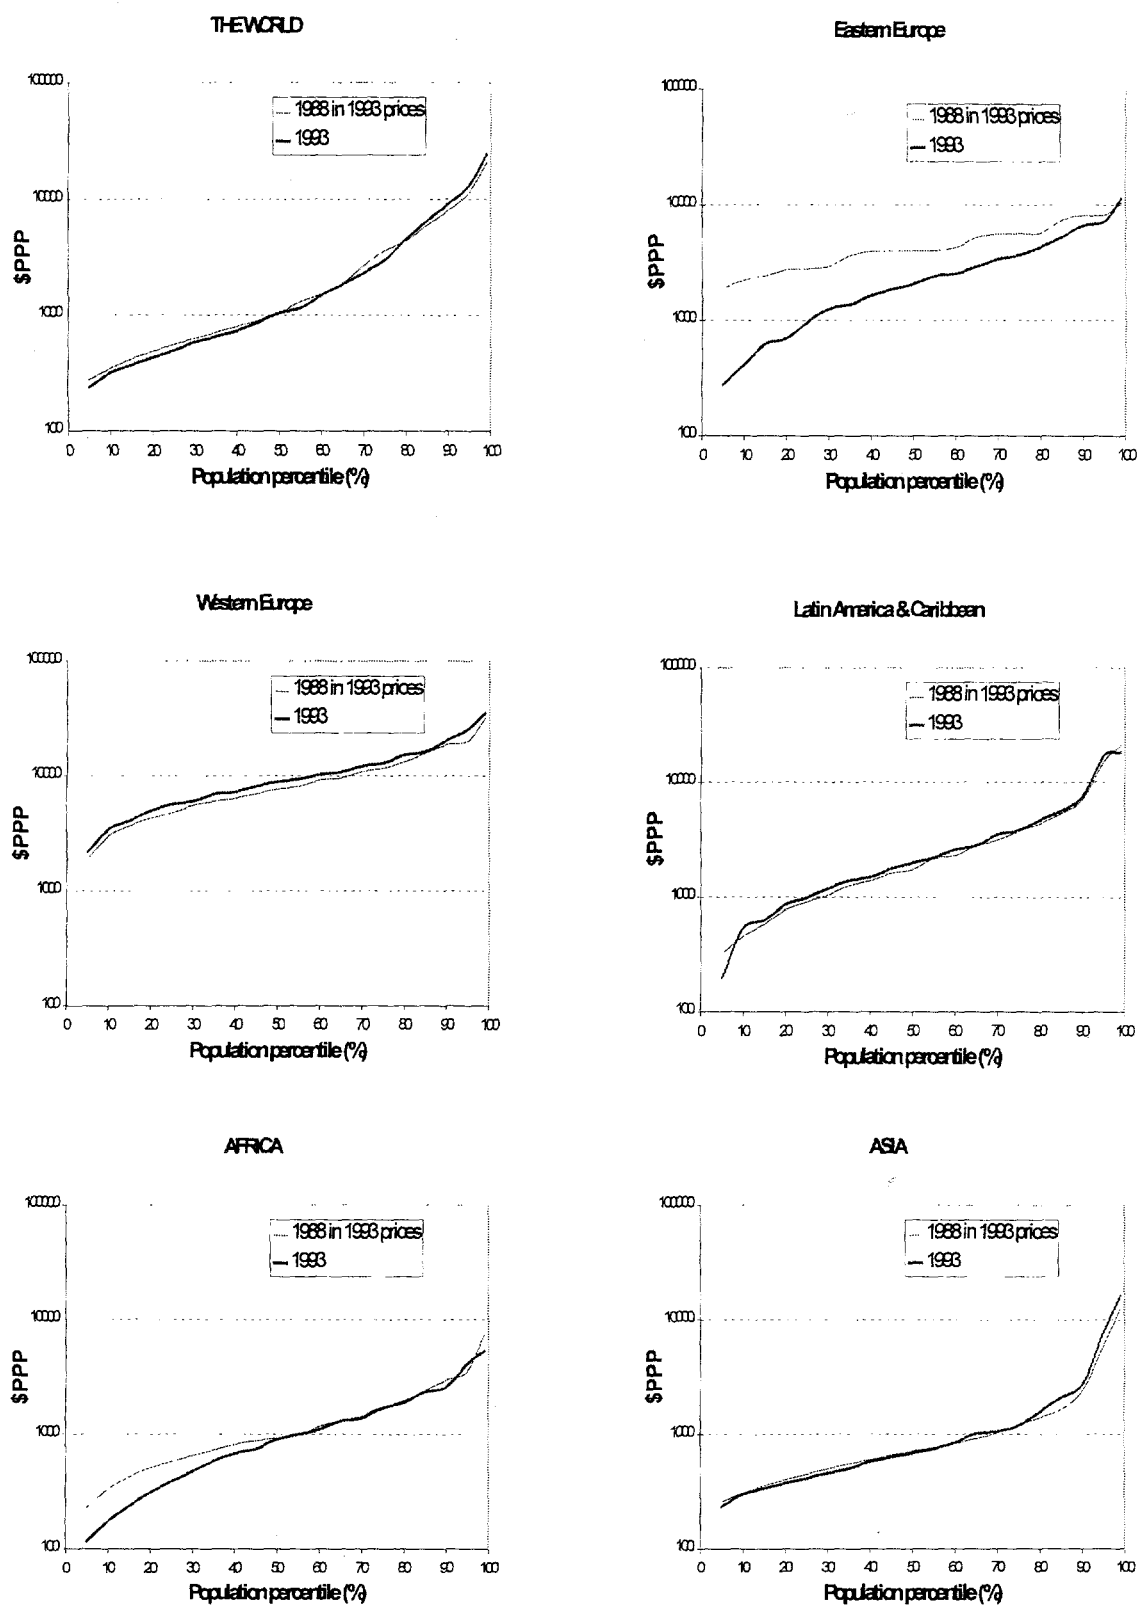 THE WORLD
100000
10000
1000
100
$PPP
1988 in 1993 prices
1993
0 10 20 30 40 50 60 70 80 90 100
Population percentile (%)
Eastern Europe
100000
10000
1000
100
$PPP
1988 in 1993 prices
1993
0 10 20 30 40 50 60 70 80 90 100
Population percentile (%)
Western Europe
100000
10000
1000
100
$PPP
1988 in 1993 prices
1993
0 10 20 30 40 50 60 70 80 90 100
Population percentile (%)
Latin America & Caribbean
100000
10000
1000
100
$PPP
1988 in 1993 prices
1993
0 10 20 30 40 50 60 70 80 90 100
Population percentile (%)
AFRICA
100000
10000
1000
100
$PPP
1988 in 1993 prices
1993
0 10 20 30 40 50 60 70 80 90 100
Population percentile (%)
ASIA
100000
10000
1000
100
$PPP
1988 in 1993 prices
1993
0 10 20 30 40 50 60 70 80 90 100
Population percentile (%)